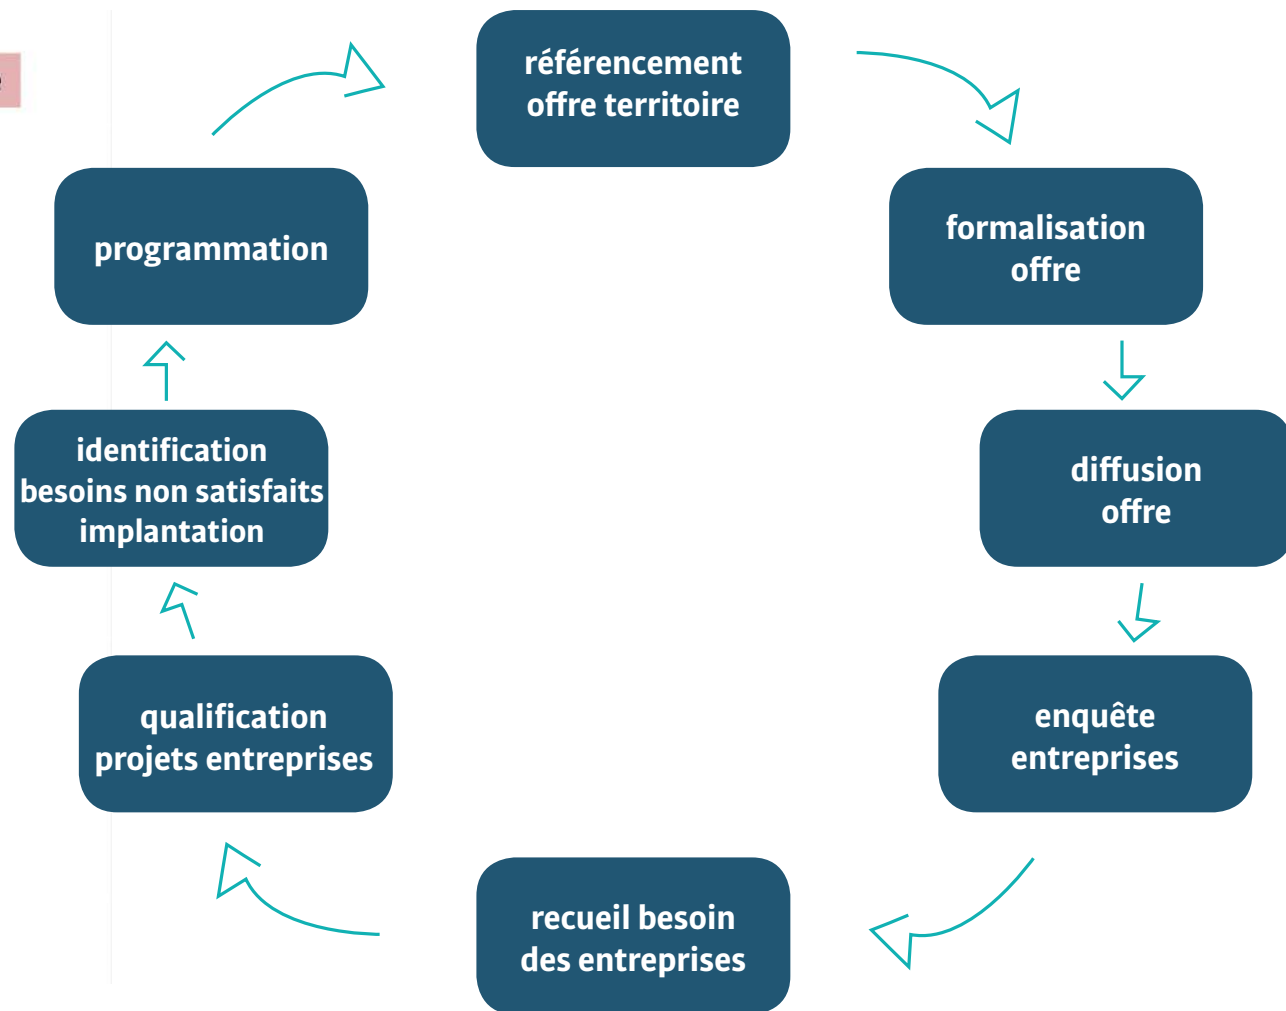 référencement
offre territoire
formalisation
offre
diffusion
offre
enquête
entreprises
recueil besoin
des entreprises
qualification
projets entreprises
identification
besoins non satisfaits
implantation
programmation